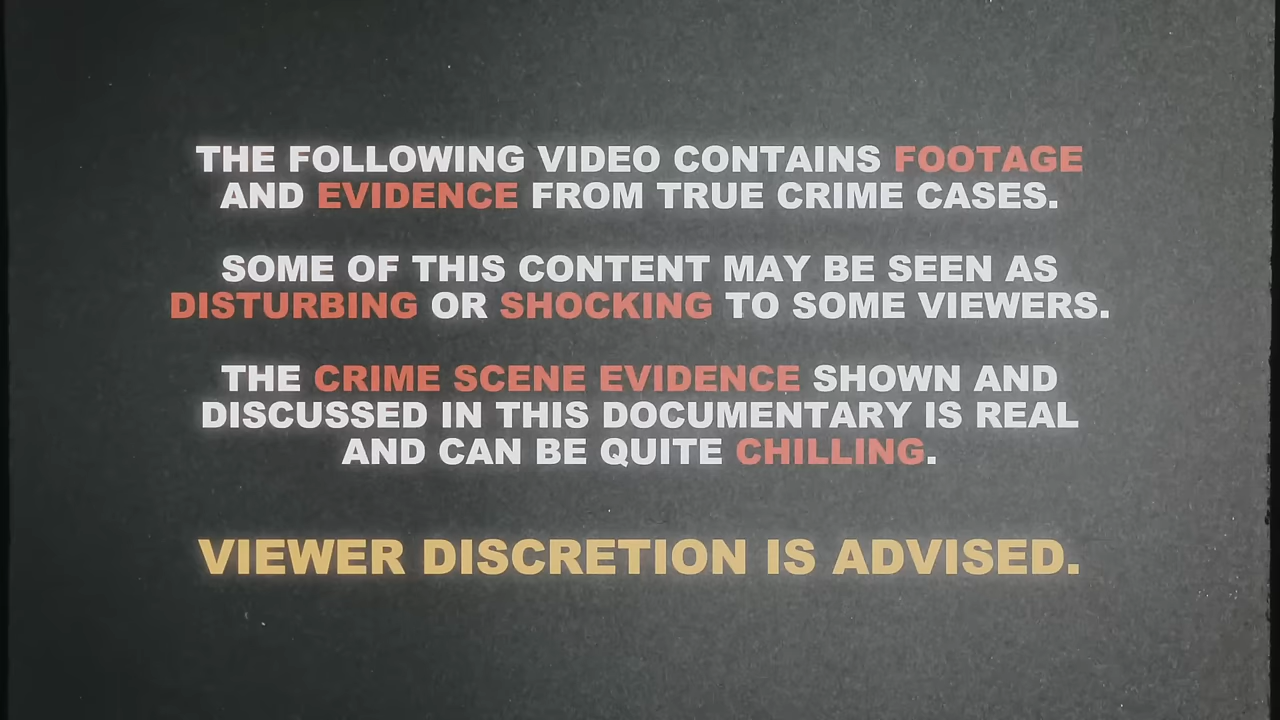 THE FOLLOWING VIDEO CONTAINS FOOTAGE
AND EVIDENCE FROM TRUE CRIME CASES.
SOME OF THIS CONTENT MAY BE SEEN AS
DISTURBING OR SHOCKING TO SOME VIEWERS.
THE CRIME SCENE EVIDENCE SHOWN AND
DISCUSSED IN THIS DOCUMENTARY IS REAL
AND CAN BE QUITE CHILLING.
VIEWER DISCRETION IS ADVISED.